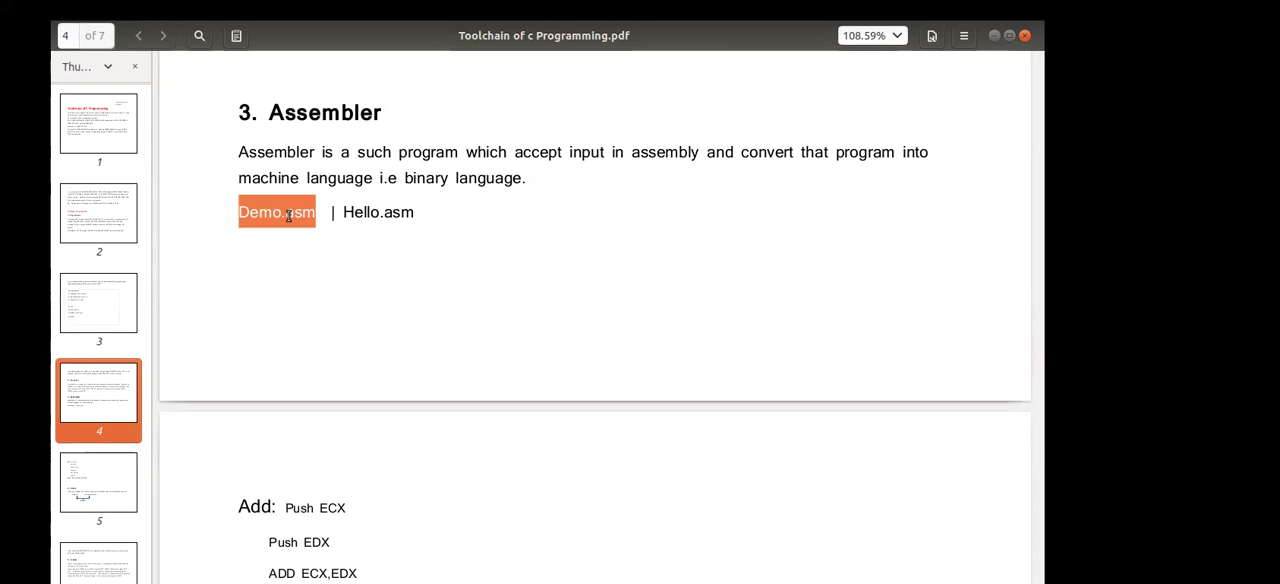 4 of 7
Toolchain of c Programming.pdf
108.59%
Thu...
3. Assembler
Assembler is a such program which accept input in assembly and convert that program into
machine language i.e binary language.
Demo.asm | Hello.asm
1
2
3
4
5
Add: Push ECX
Push EDX
ADD ECX,EDX